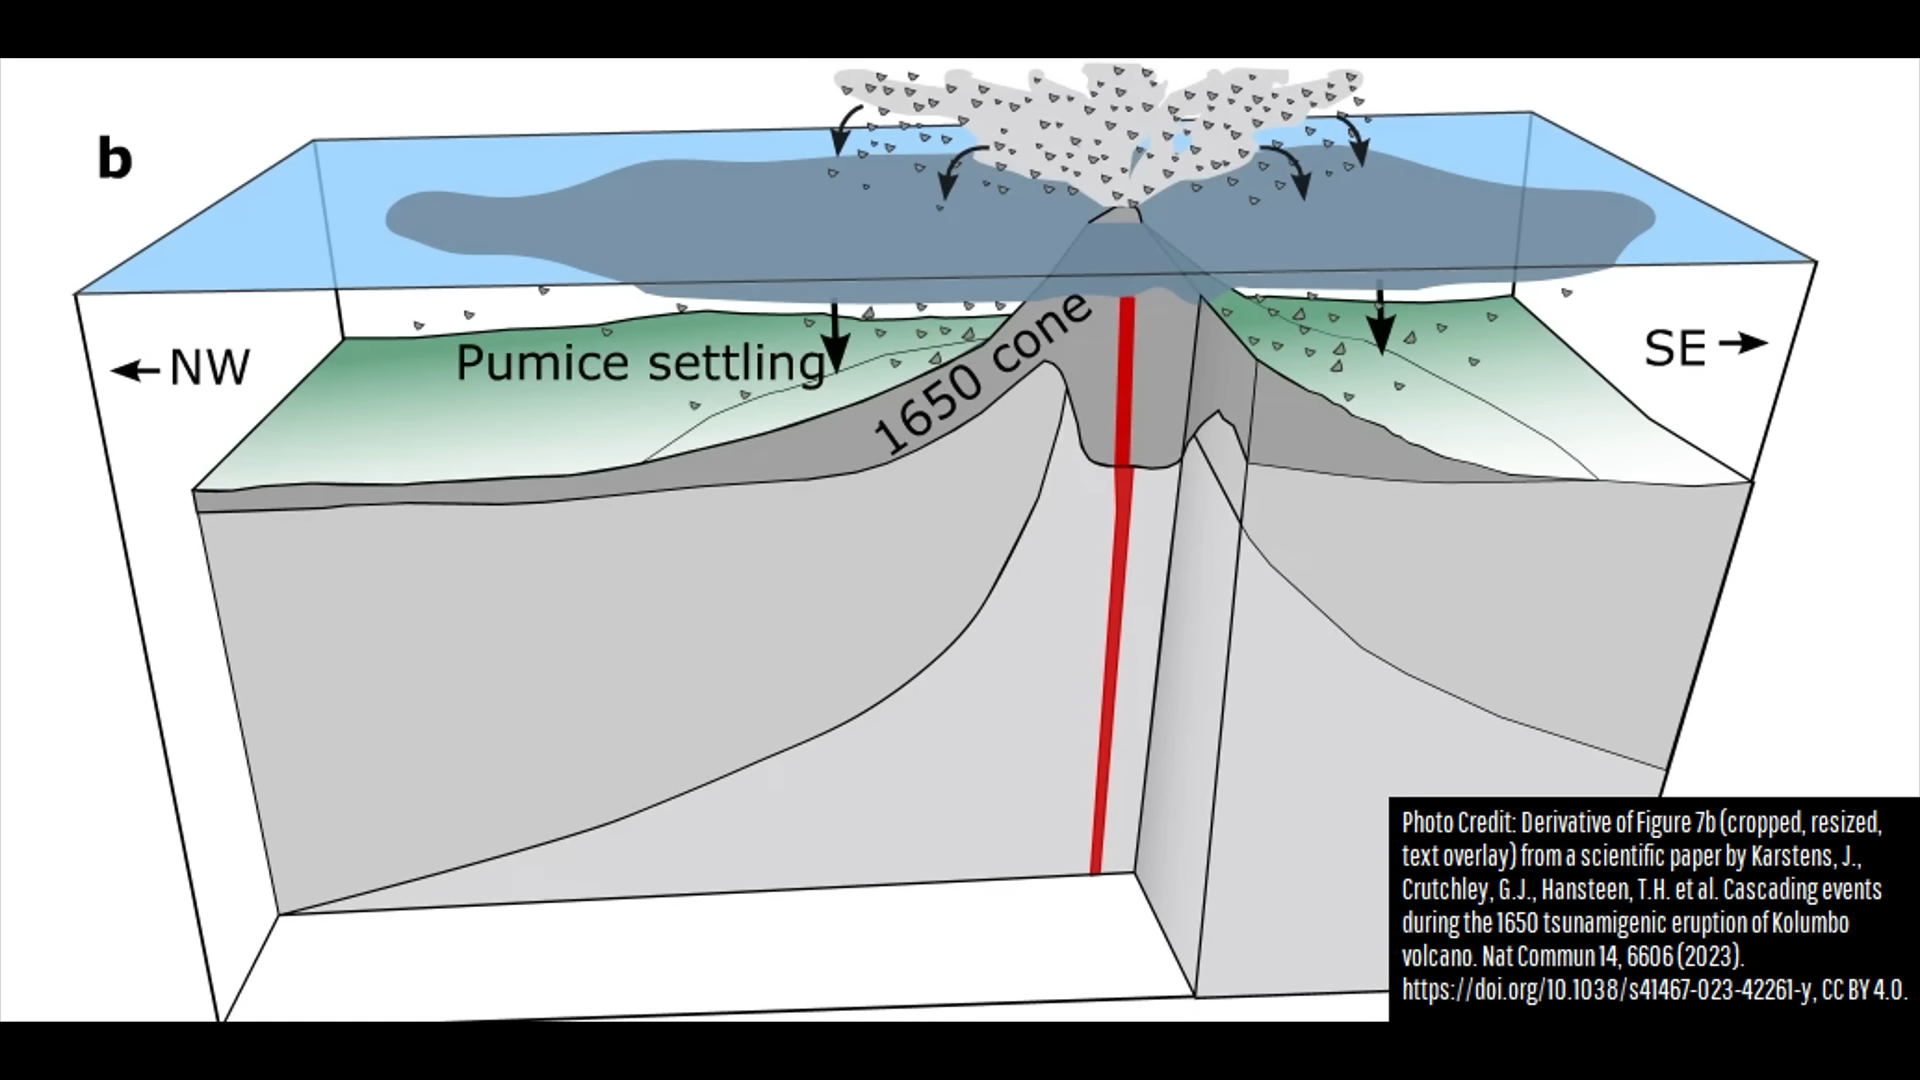 b
NW
Pumice settling
1650 cone
SE
Photo Credit: Derivative of Figure 7b (cropped, resized,
text overlay) from a scientific paper by Karstens, J.,
Crutchley, G.J., Hansteen, T.H. et al. Cascading events
during the 1650 tsunamigenic eruption of Kolumbo
volcano. Nat Commun 14, 6606 (2023).
https://doi.org/10.1038/s41467-023-42261-y, CC BY 4.0.